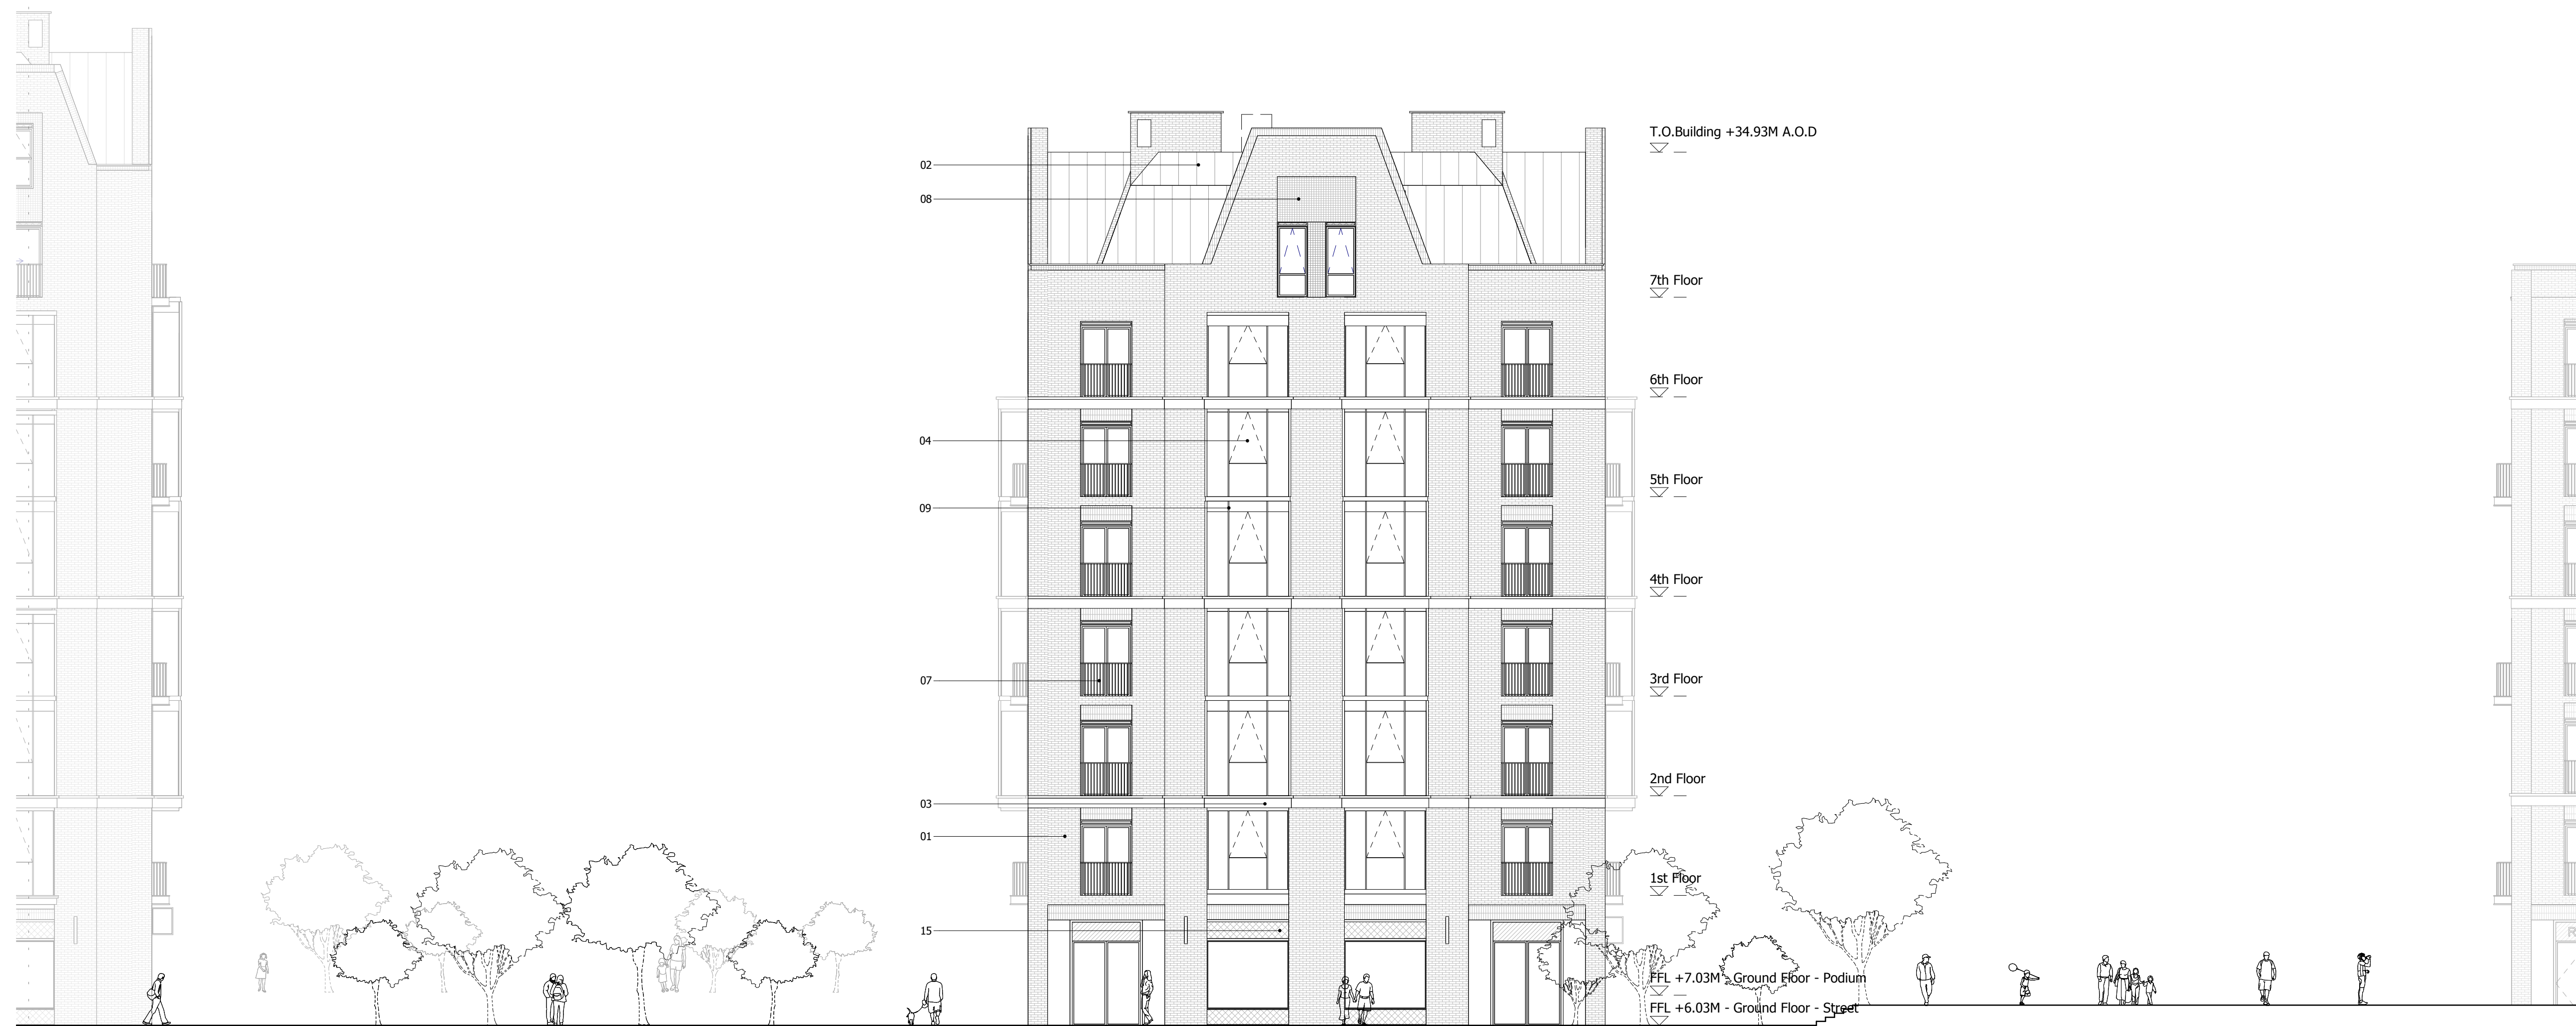 T.O.Building +34.93M A.O.D
02
08
7th Floor
6th Floor
04
5th Floor
09
4th Floor
07
3rd Floor
2nd Floor
03
01
1st Floor
15
R
FFL +7.03M - Ground Floor - Podium
FFL +6.03M - Ground Floor - Street